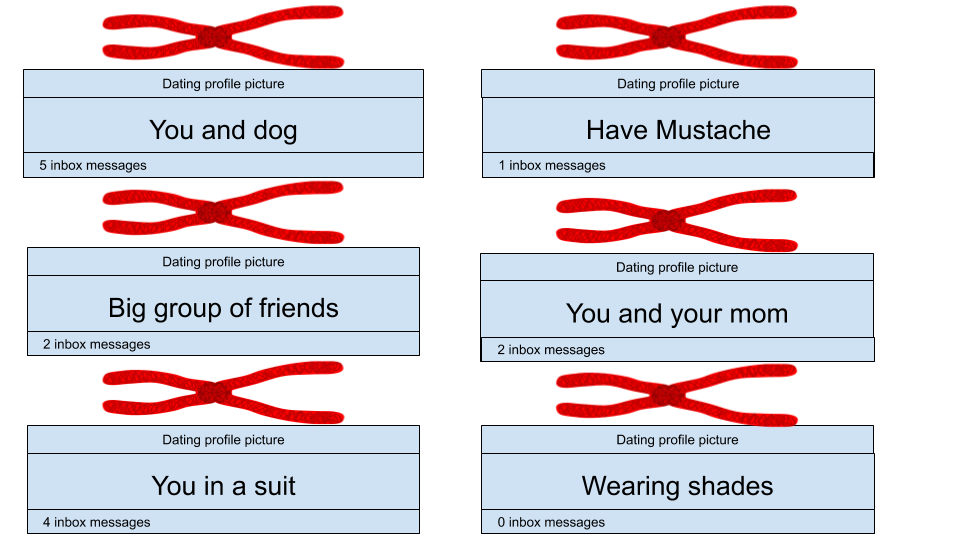 Dating profile picture
You and dog
5 inbox messages
Dating profile picture
Have Mustache
1 inbox messages
Dating profile picture
Big group of friends
2 inbox messages
Dating profile picture
You and your mom
2 inbox messages
Dating profile picture
You in a suit
4 inbox messages
Dating profile picture
Wearing shades
0 inbox messages